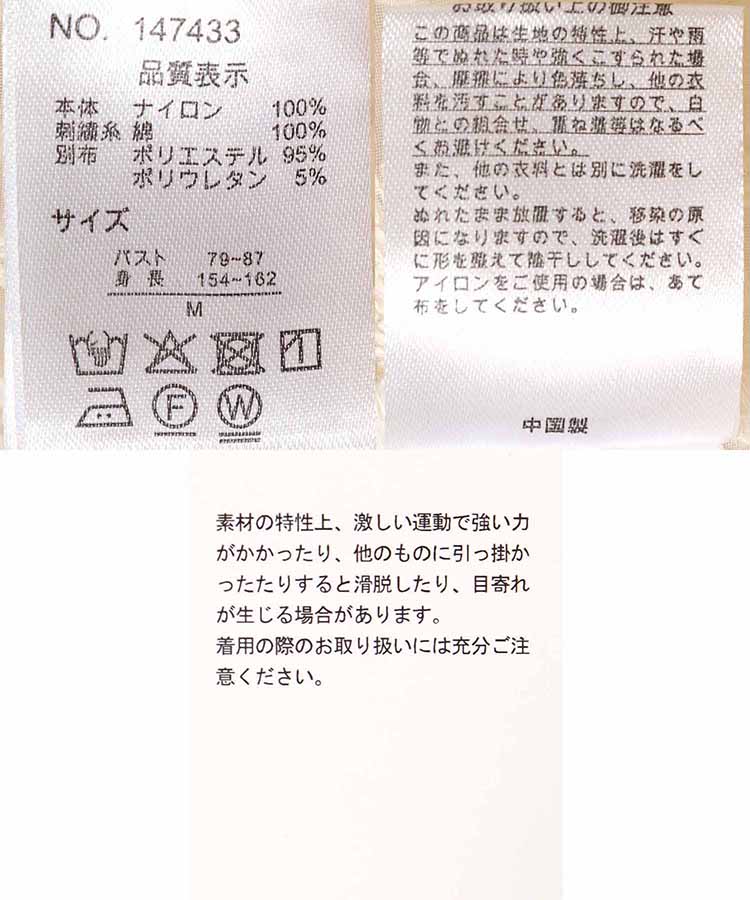 NO. 147433
品質表示
本体 ナイロン 100%
刺繍糸 綿 100%
別布 ポリエステル 95%
ポリウレタン 5%
サイズ
バスト 79~87
身長 154~162
M
F
W
お取り扱い上の御注意
この商品は生地の特性上、汗や雨
等でぬれた時や強くこすられた場
合、摩擦により色落ちし、他の衣
料を汚すことがありますので、白
物との組合せ、重ね着等はなるべ
くお避けください。
また、他の衣料とは別に洗濯をし
てください。
ぬれたまま放置すると、移染の原
因になりますので、洗濯後はすぐ
に形を整えて陰干ししてください。
アイロンをご使用の場合は、あて
布をしてください。
中国製
素材の特性上、激しい運動で強い力
がかかったり、他のものに引っ掛か
ったたりすると滑脱したり、目寄れ
が生じる場合があります。
着用の際のお取り扱いには充分ご注
意ください。